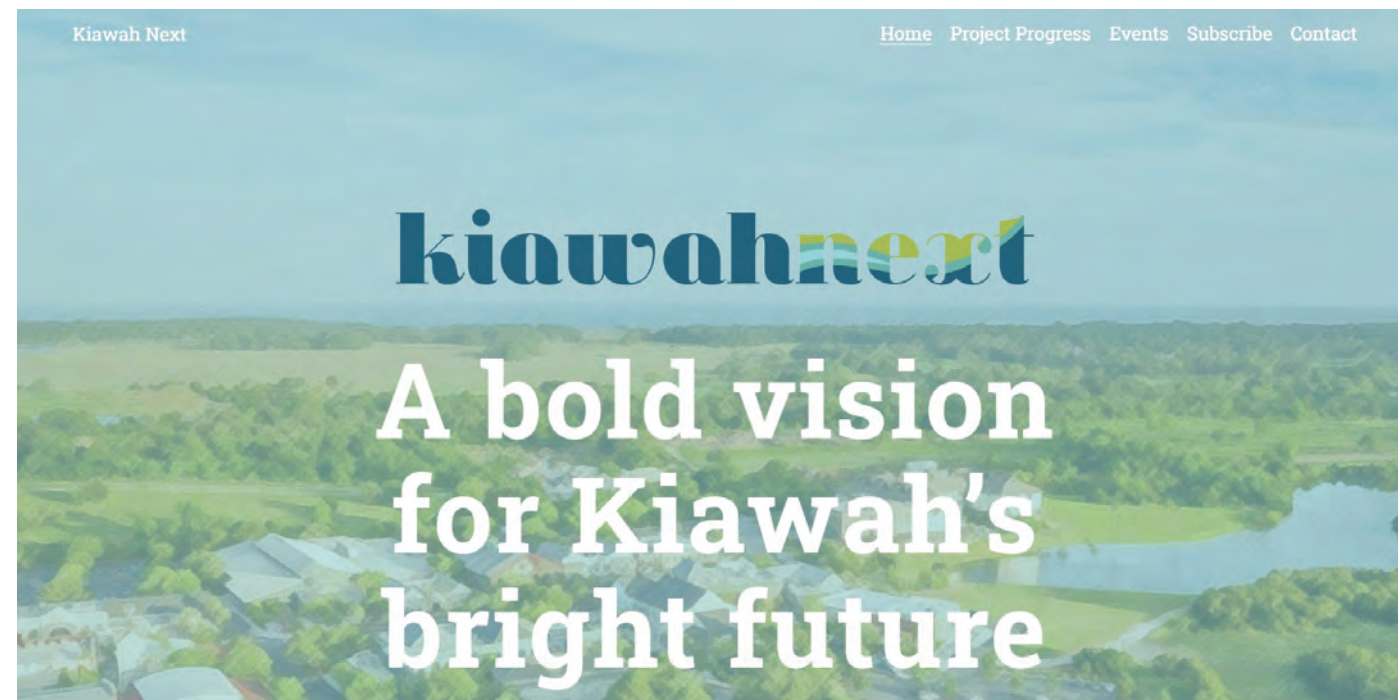 Kiawah Next
Home Project Progress Events Subscribe Contact
kiawahnext
A bold vision
for Kiawah’s
bright future